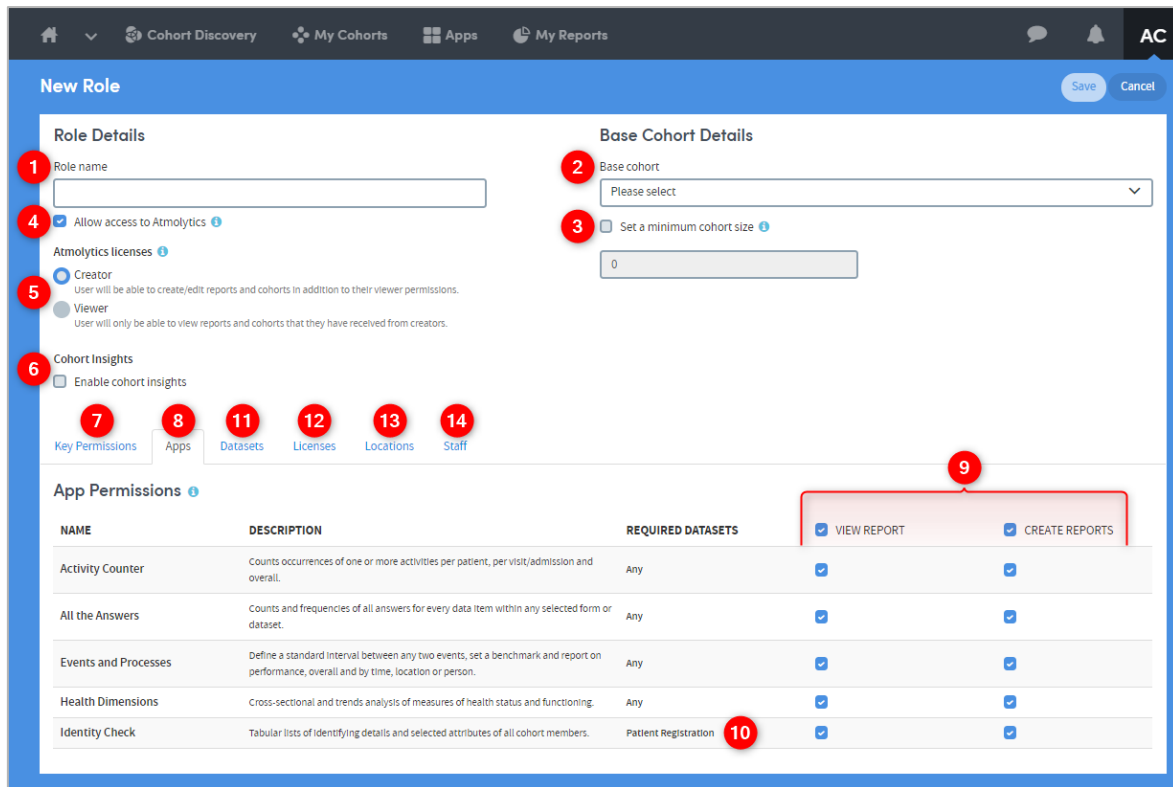 Cohort Discovery My Cohorts Apps My Reports AC
New Role Save Cancel
Role Details Base Cohort Details
1 Role name 2 Base cohort
Please select
4 Allow access to Atmolytics 3 Set a minimum cohort size
Atmolytics licenses
0
5 Creator
User will be able to create/edit reports and cohorts in addition to their viewer permissions.
Viewer
User will only be able to view reports and cohorts that they have received from creators.
6 Cohort Insights
Enable cohort insights
7 8 11 12 13 14
Key Permissions Apps Datasets Licenses Locations Staff
9
App Permissions
NAME DESCRIPTION REQUIRED DATASETS VIEW REPORT CREATE REPORTS
Activity Counter Counts occurrences of one or more activities per patient, per visit/admission and
overall. Any
All the Answers Counts and frequencies of all answers for every data item within any selected form or
dataset. Any
Events and Processes Define a standard interval between any two events, set a benchmark and report on
performance, overall and by time, location or person. Any
Health Dimensions Cross-sectional and trends analysis of measures of health status and functioning. Any
Identity Check Tabular lists of identifying details and selected attributes of all cohort members. Patient Registration 10